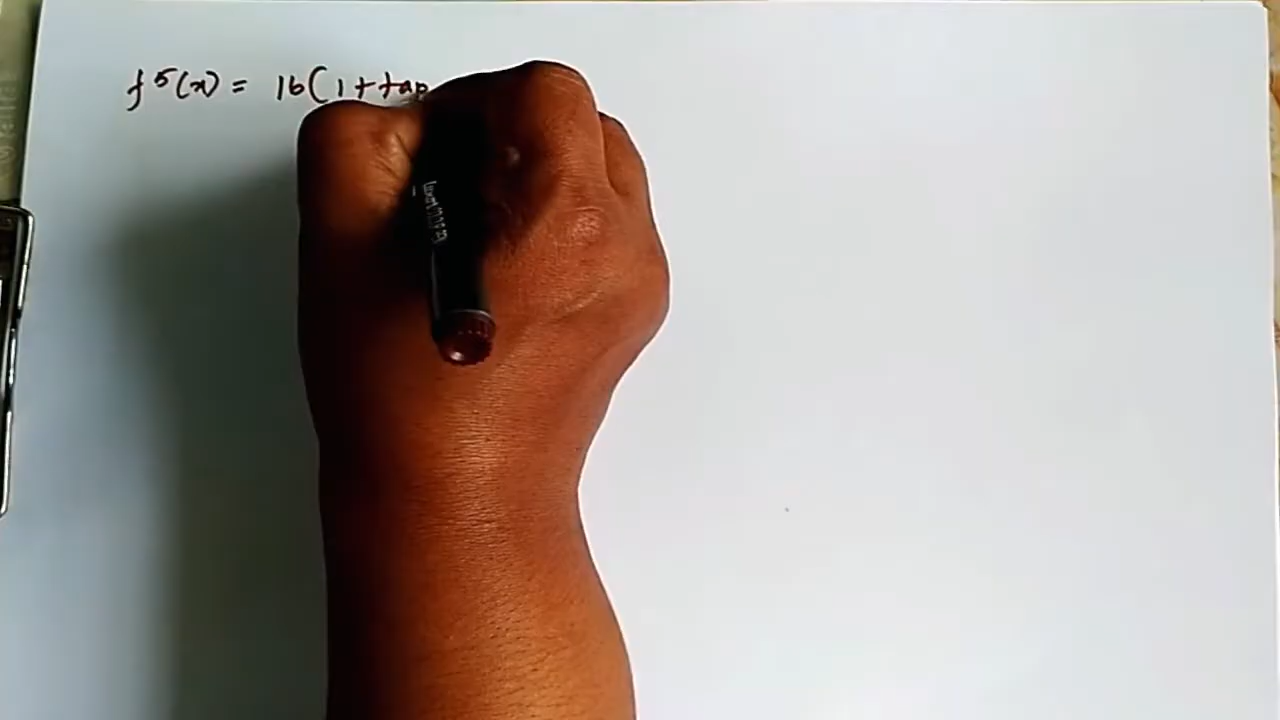 f⁵(x) = 16(1+tan